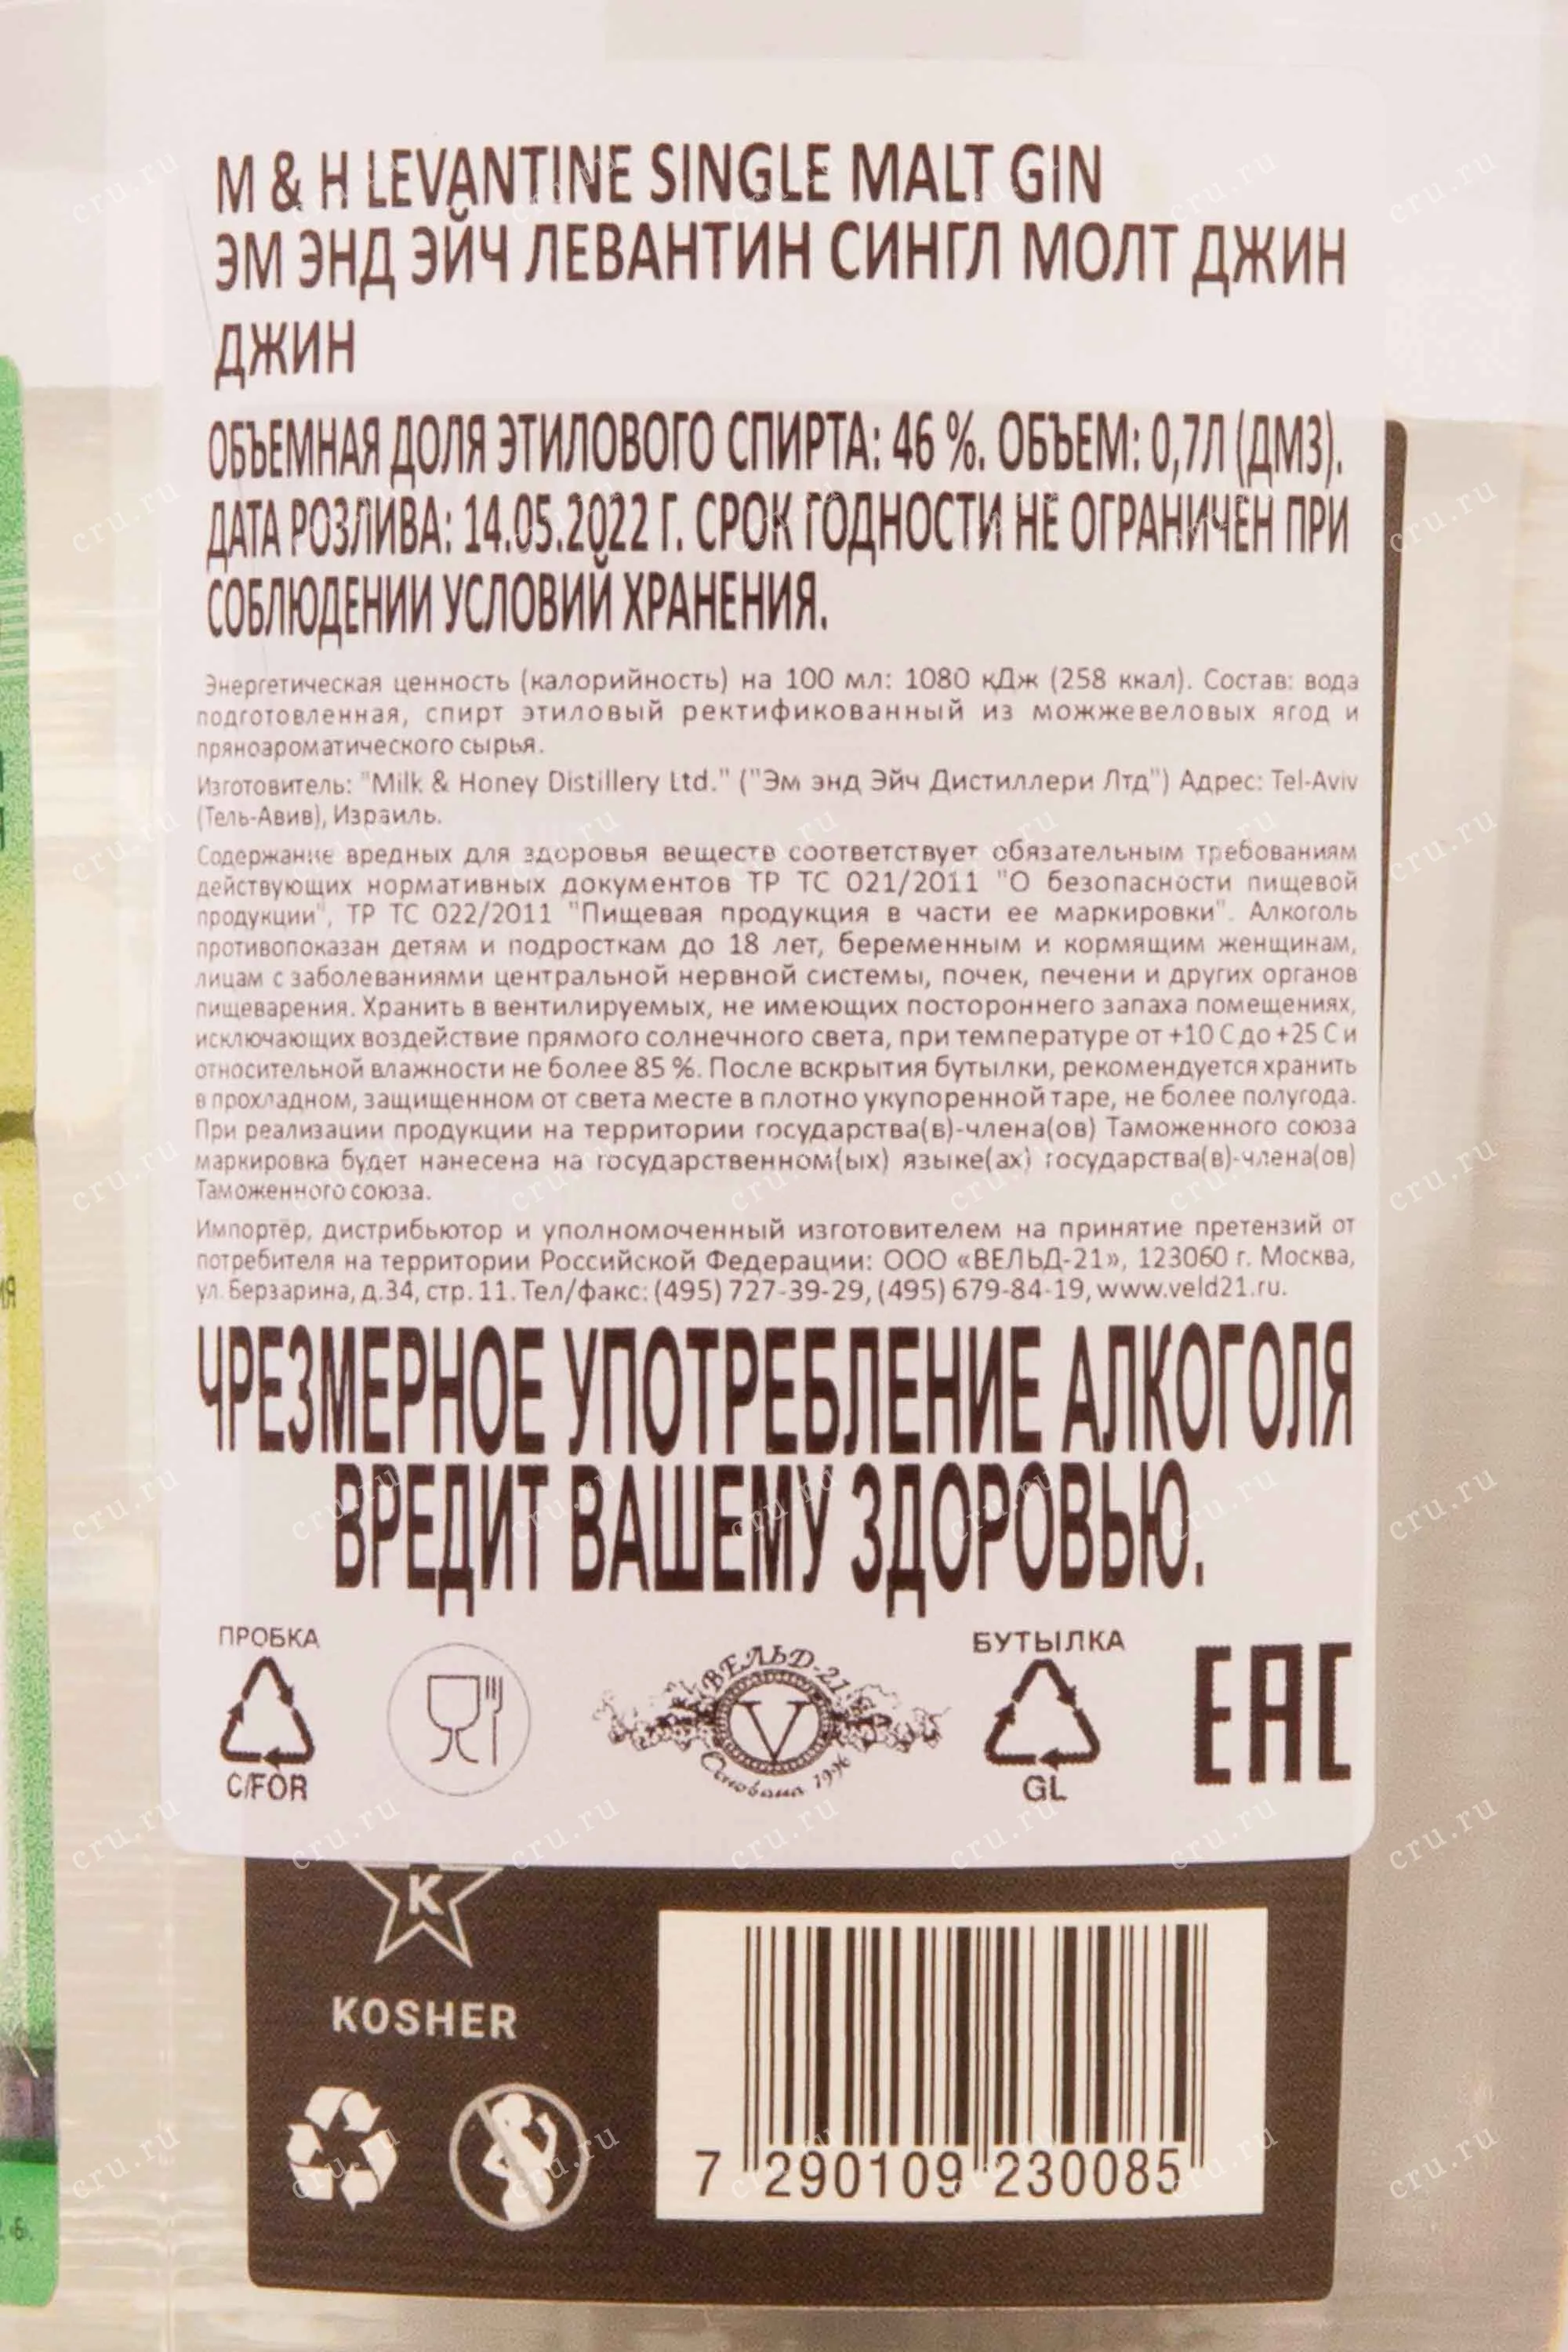 M & H LEVANTINE SINGLE MALT GIN
ЭМ ЭНД ЭЙЧ ЛЕВАНТИН СИНГЛ МОЛТ ДЖИН
ДЖИН
ОБЪЕМНАЯ ДОЛЯ ЭТИЛОВОГО СПИРТА: 46 %. ОБЪЕМ: 0,7Л (ДМ3).
ДАТА РОЗЛИВА: 14.05.2022 Г. СРОК ГОДНОСТИ НЕ ОГРАНИЧЕН ПРИ
СОБЛЮДЕНИИ УСЛОВИЙ ХРАНЕНИЯ.
Энергетическая ценность (калорийность) на 100 мл: 1080 кДж (258 ккал). Состав: вода
подготовленная, спирт этиловый ректификованный из можжевеловых ягод и
пряноароматического сырья.
Изготовитель: "Milk & Honey Distillery Ltd." ("Эм энд Эйч Дистиллери Лтд") Адрес: Tel-Aviv
(Тель-Авив), Израиль.
Содержание вредных для здоровья веществ соответствует обязательным требованиям
действующих нормативных документов ТР ТС 021/2011 "О безопасности пищевой
продукции", ТР ТС 022/2011 "Пищевая продукция в части ее маркировки". Алкоголь
противопоказан детям и подросткам до 18 лет, беременным и кормящим женщинам,
лицам с заболеваниями центральной нервной системы, почек, печени и других органов
пищеварения. Хранить в вентилируемых, не имеющих постороннего запаха помещениях,
исключающих воздействие прямого солнечного света, при температуре от +10 С до +25 С и
относительной влажности не более 85 %. После вскрытия бутылки, рекомендуется хранить
в прохладном, защищенном от света месте в плотно укупоренной таре, не более полугода.
При реализации продукции на территории государства(в)-члена(ов) Таможенного союза
маркировка будет нанесена на государственном(ых) языке(ах) государства(в)-члена(ов)
Таможенного союза.
Импортёр, дистрибьютор и уполномоченный изготовителем на принятие претензий от
потребителя на территории Российской Федерации: ООО «ВЕЛЬД-21», 123060 г. Москва,
ул. Берзарина, д.34, стр. 11. Тел/факс: (495) 727-39-29, (495) 679-84-19, www.veld21.ru.
ЧРЕЗМЕРНОЕ УПОТРЕБЛЕНИЕ АЛКОГОЛЯ
ВРЕДИТ ВАШЕМУ ЗДОРОВЬЮ.
ПРОБКА
C/FOR
ВЕЛЬД-21
V
Основана 1996
БУТЫЛКА
GL
EAC
K
KOSHER
7 290109 230085
cru.ru